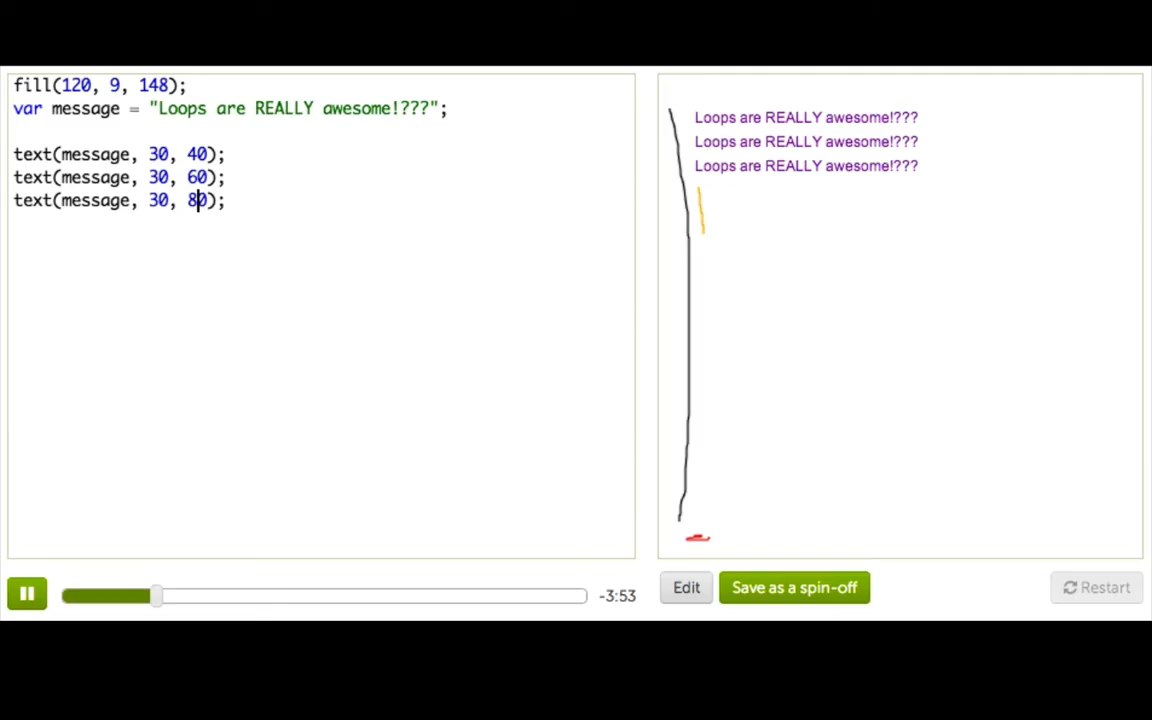 fill(120, 9, 148);
var message = "Loops are REALLY awesome!???";
text(message, 30, 40);
text(message, 30, 60);
text(message, 30, 80);
Loops are REALLY awesome!???
Loops are REALLY awesome!???
Loops are REALLY awesome!???
-3:53
Edit
Save as a spin-off
Restart